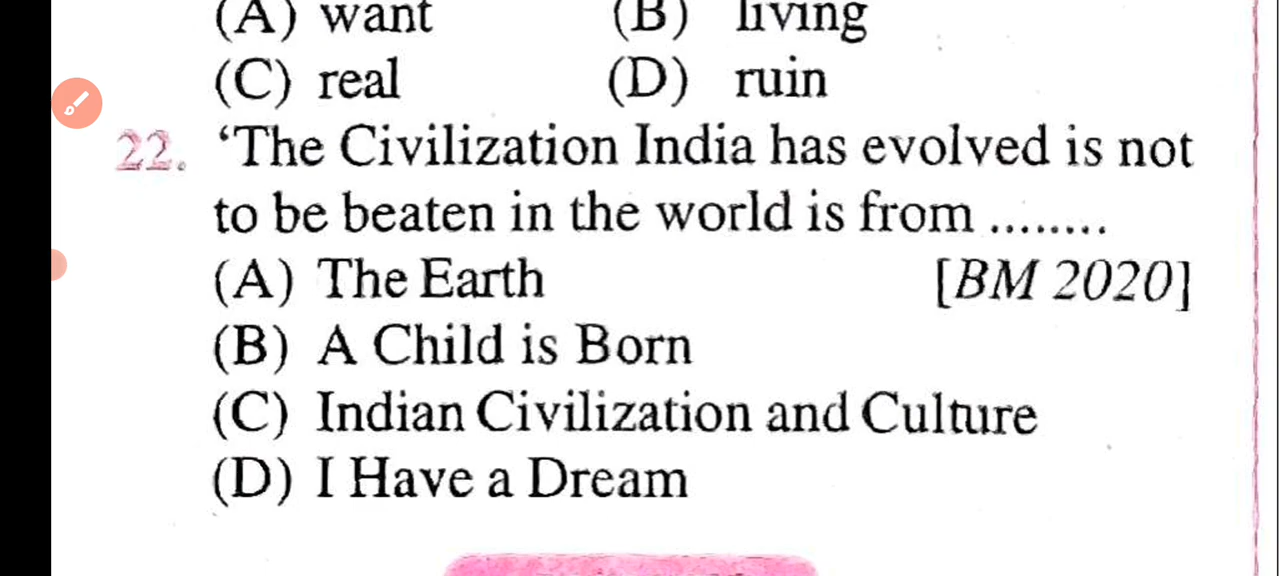 (A) want (B) living
(C) real (D) ruin
22. ‘The Civilization India has evolved is not
to be beaten in the world is from ........
(A) The Earth [BM 2020]
(B) A Child is Born
(C) Indian Civilization and Culture
(D) I Have a Dream